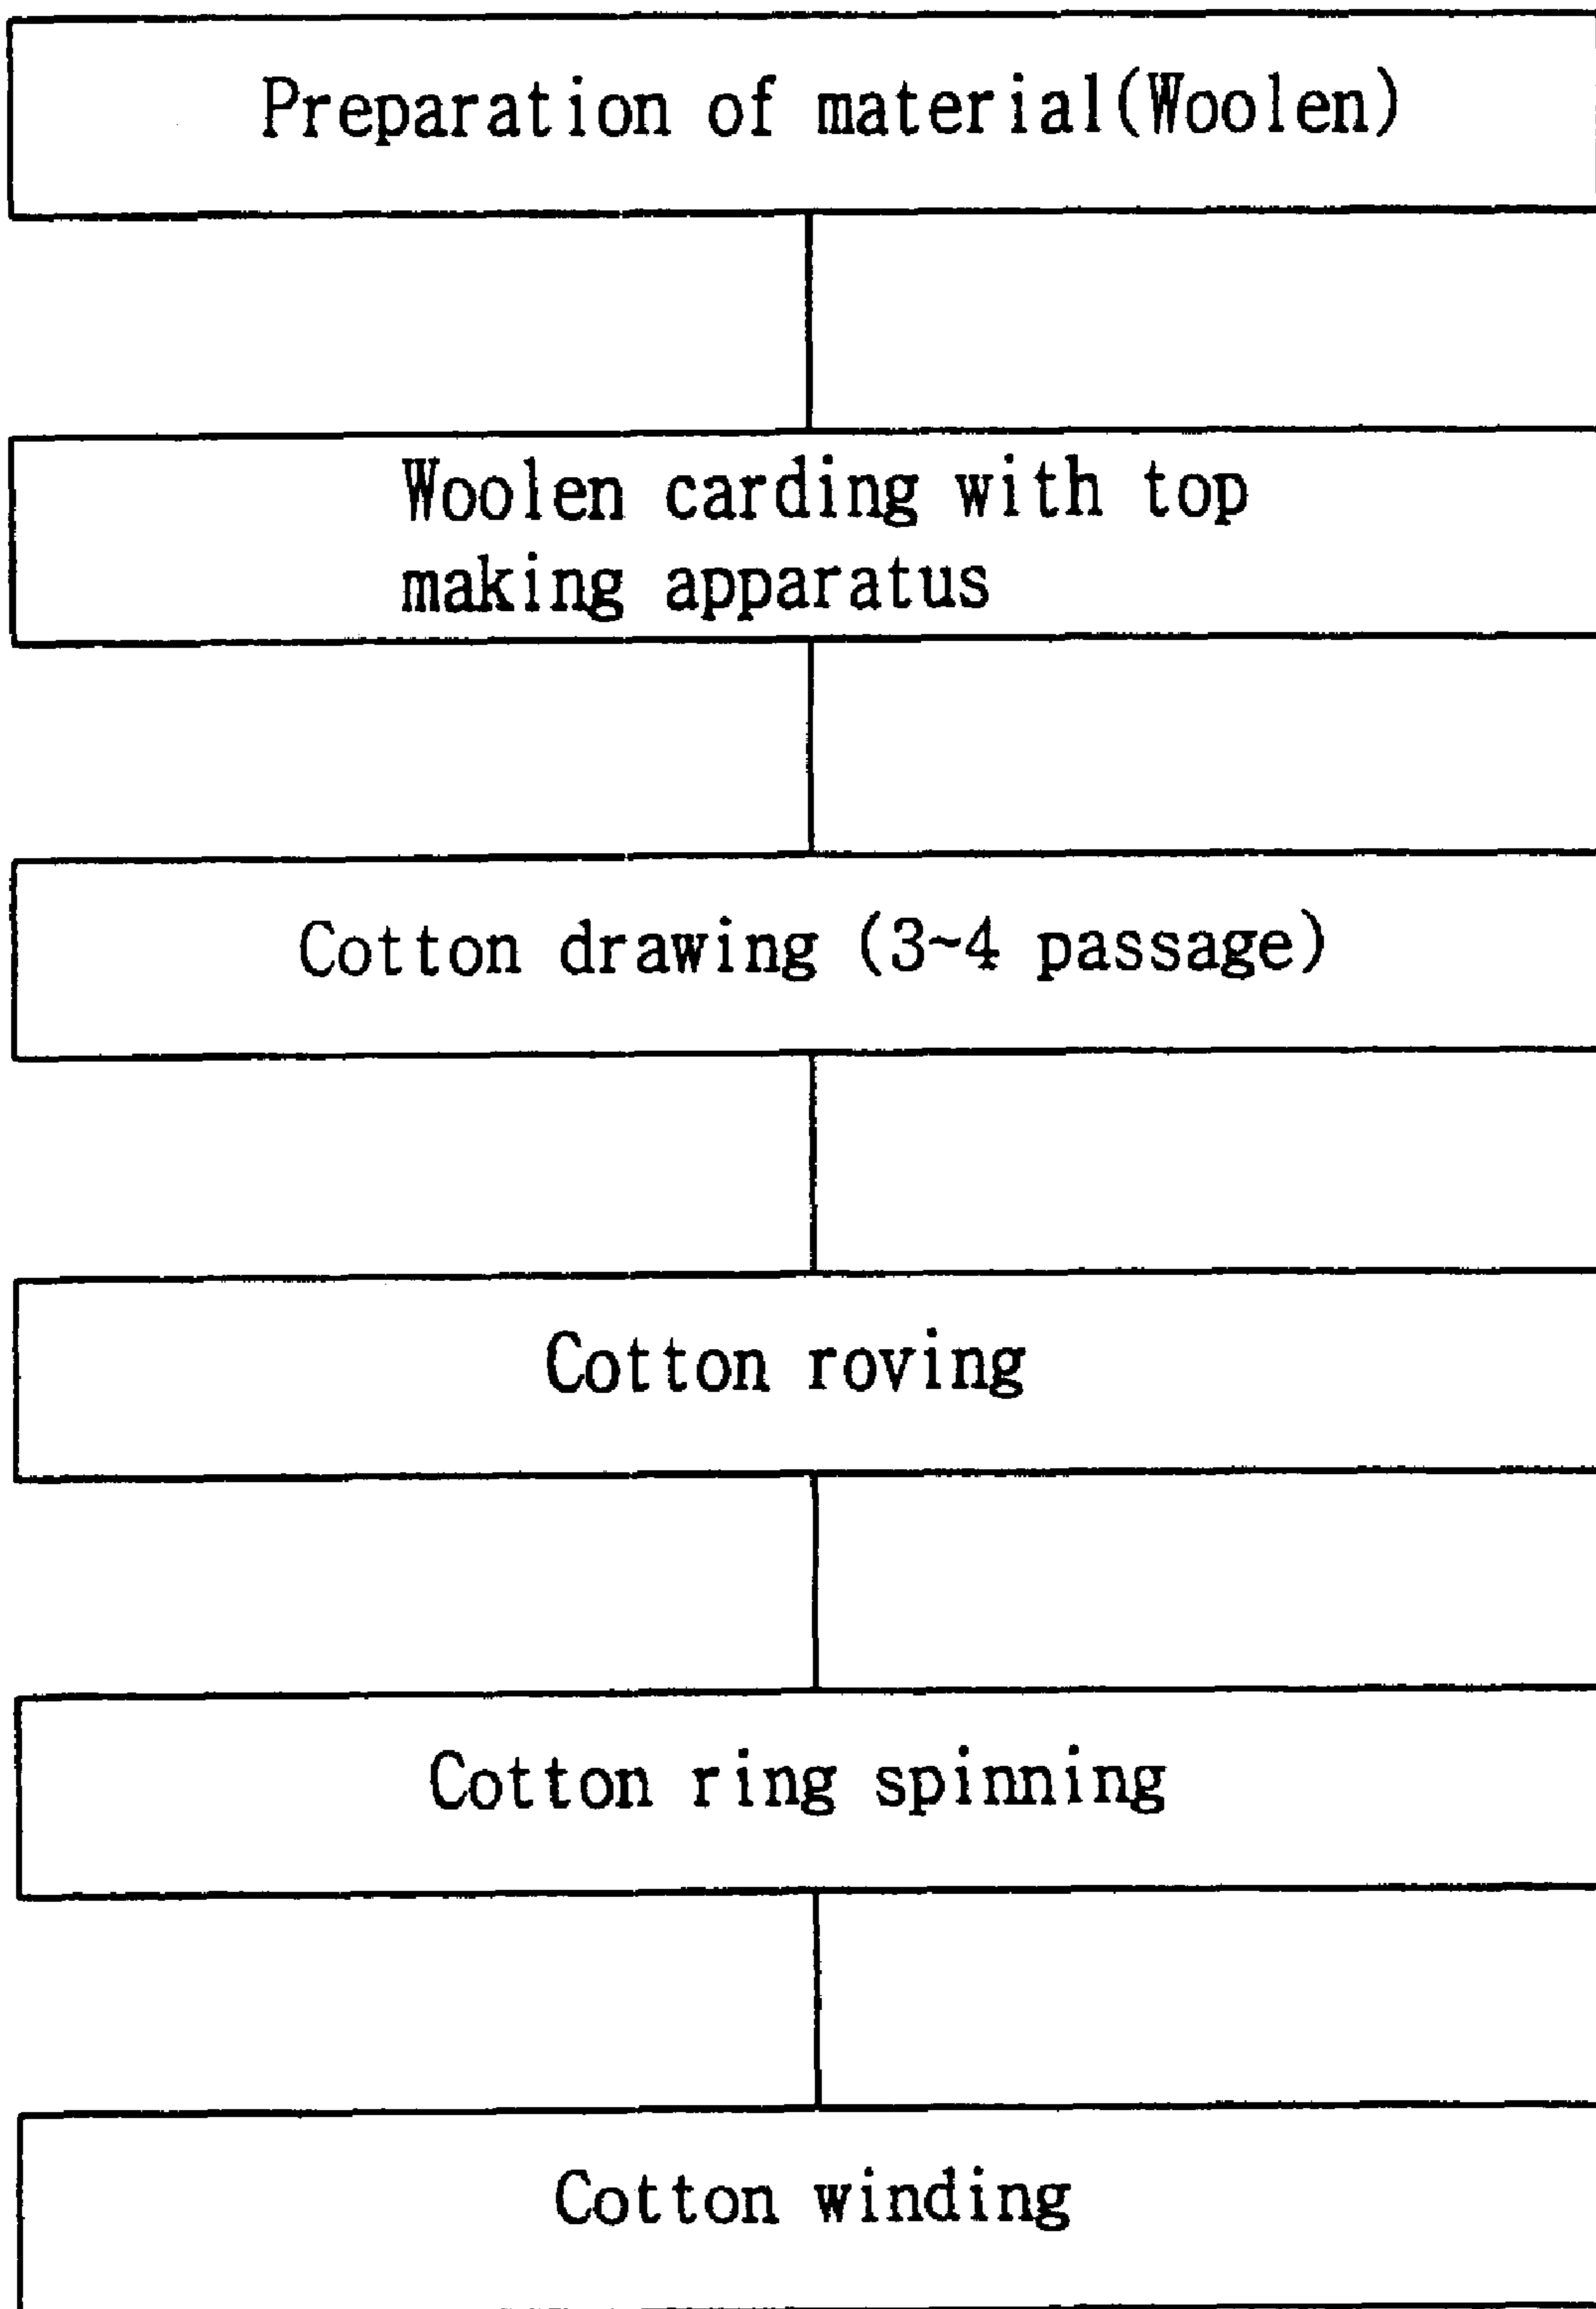 Preparation of material(Woolen)
Woolen carding with top
making apparatus
Cotton drawing (3~4 passage)
Cotton roving
Cotton ring spinning
Cotton winding